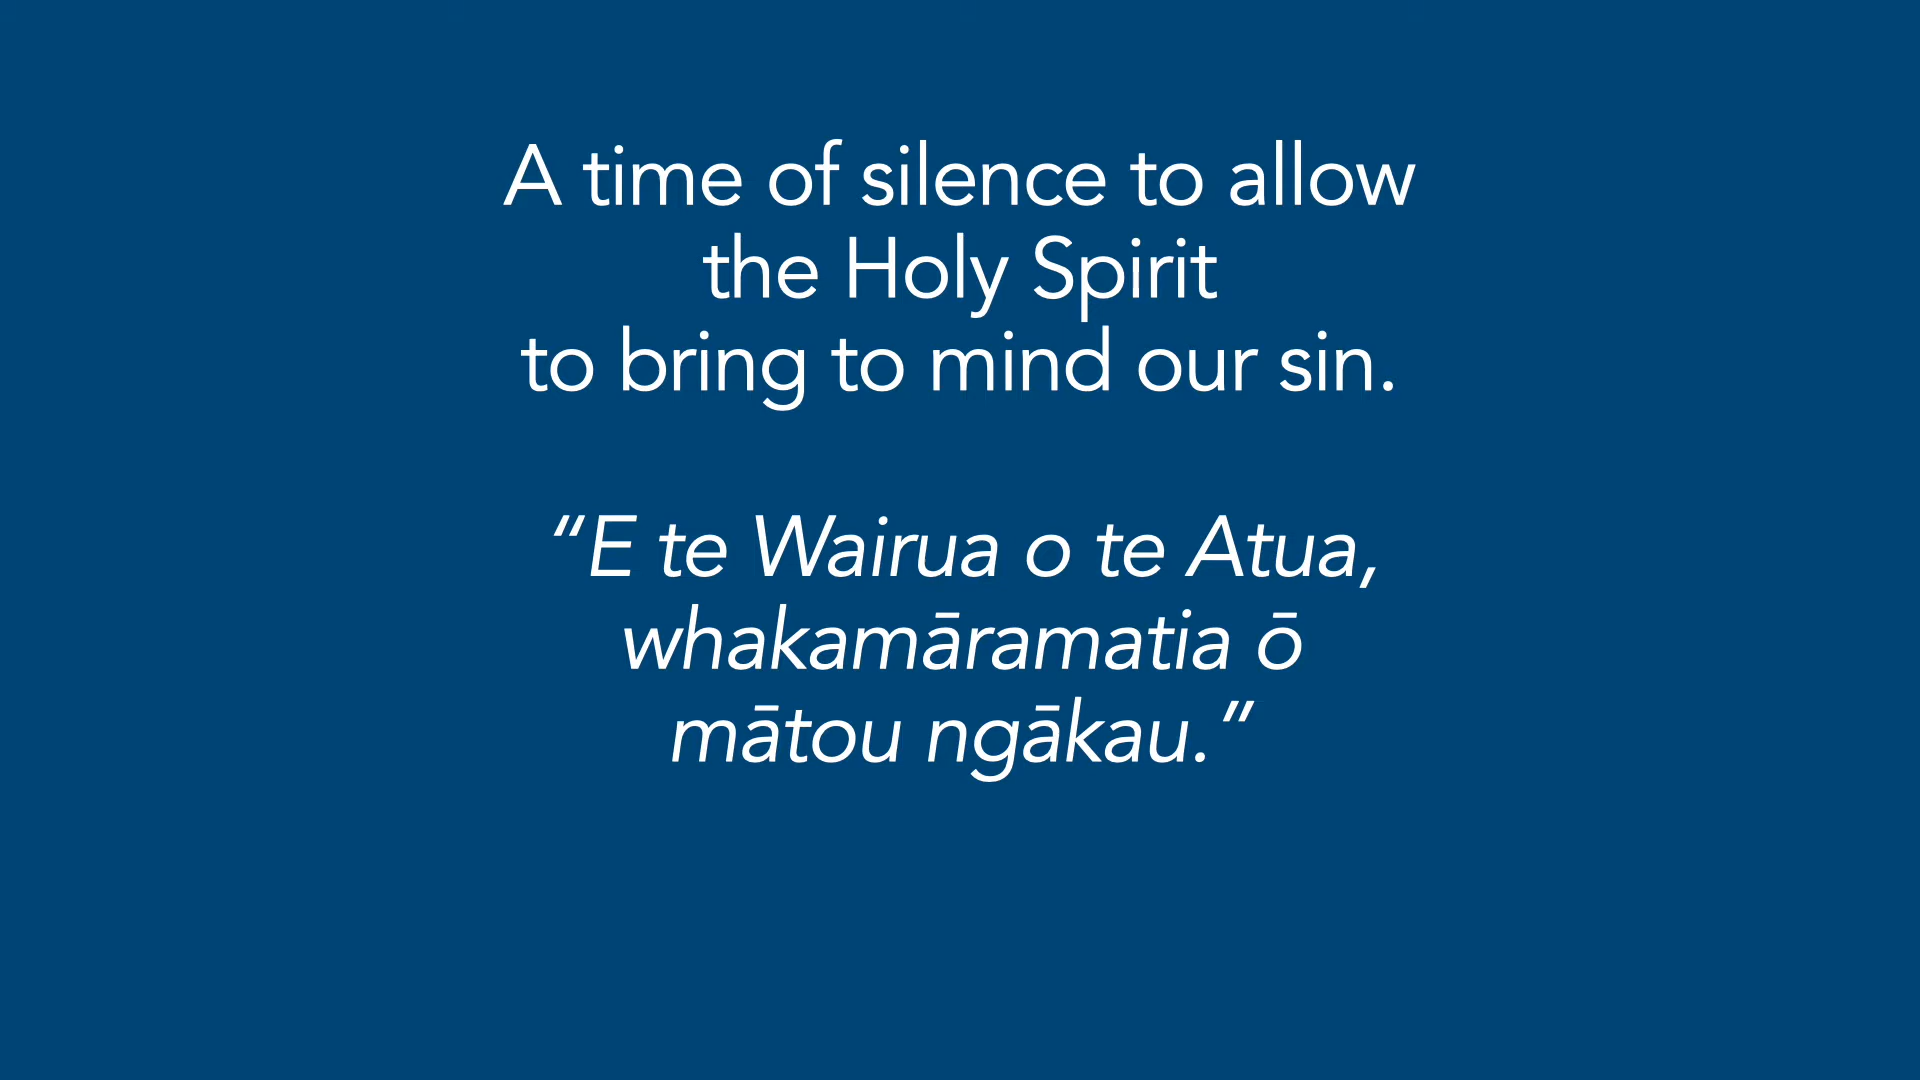 A time of silence to allow
the Holy Spirit
to bring to mind our sin.
“E te Wairua o te Atua,
whakamāramatia ō
mātou ngākau.”